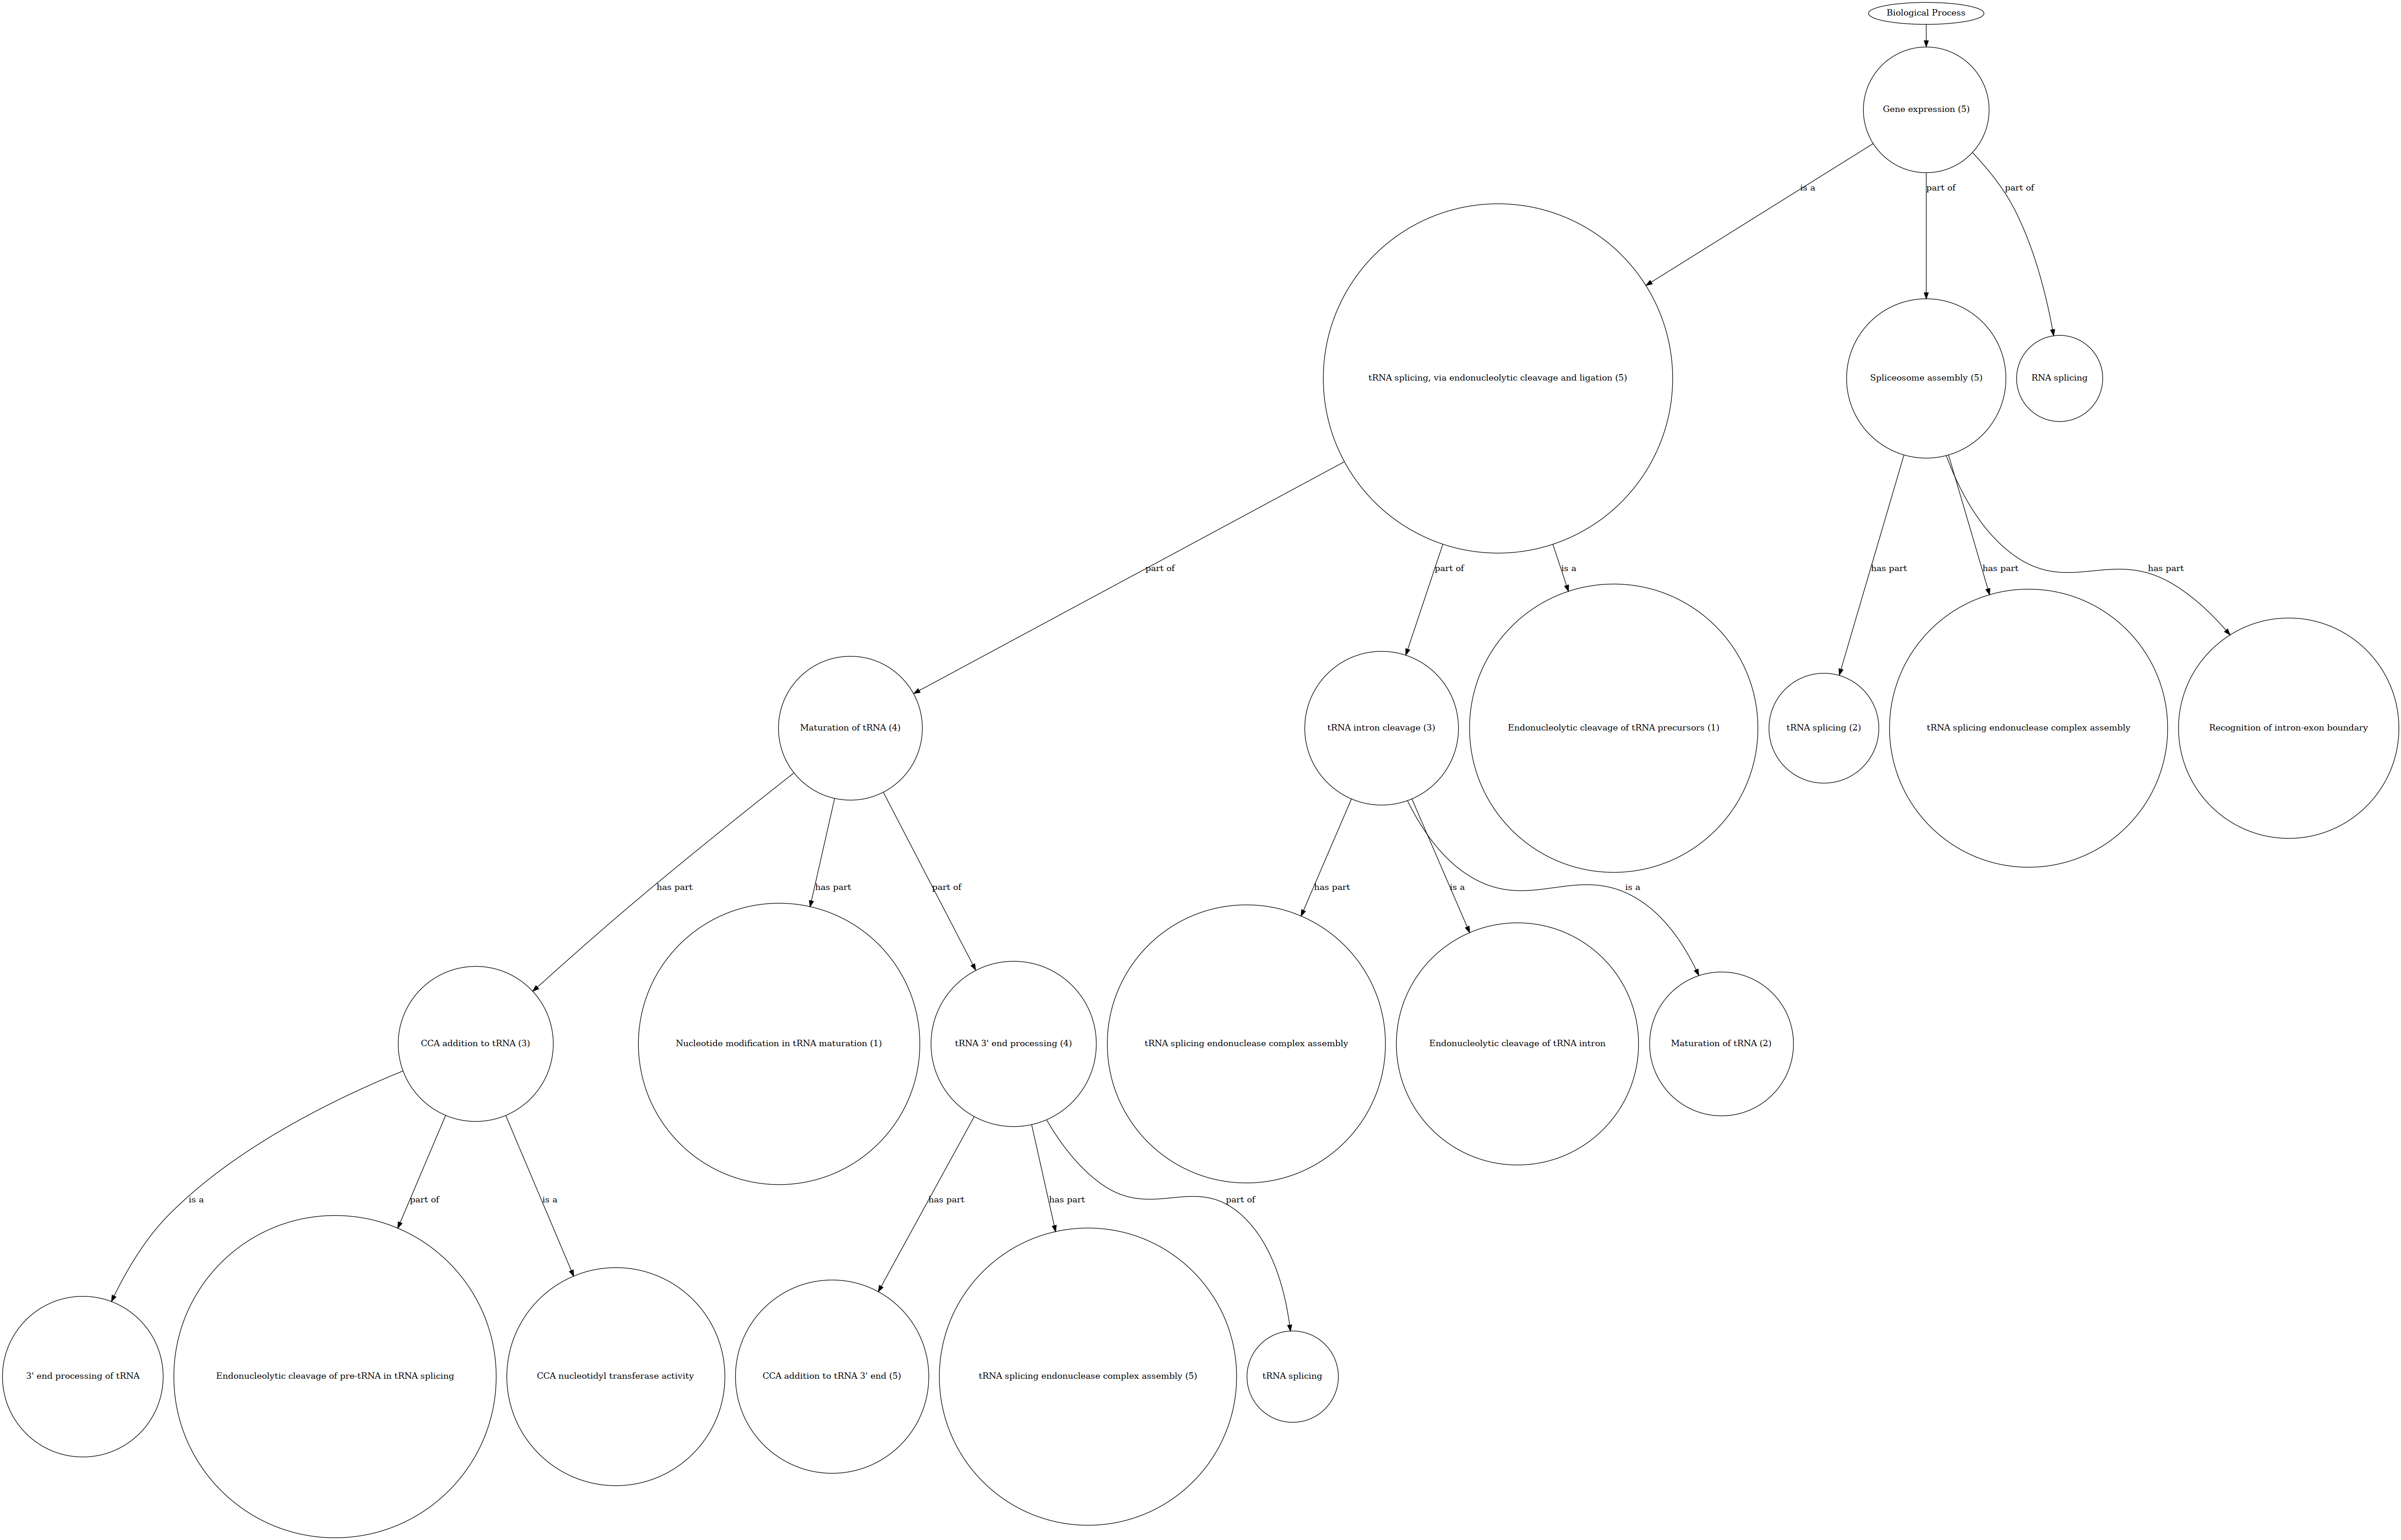 Biological Process
Gene expression (5)
is a
part of
part of
tRNA splicing, via endonucleolytic cleavage and ligation (5)
Spliceosome assembly (5)
RNA splicing
part of
part of
is a
has part
has part
has part
Maturation of tRNA (4)
tRNA intron cleavage (3)
Endonucleolytic cleavage of tRNA precursors (1)
tRNA splicing (2)
tRNA splicing endonuclease complex assembly
Recognition of intron-exon boundary
has part
has part
part of
has part
is a
is a
CCA addition to tRNA (3)
Nucleotide modification in tRNA maturation (1)
tRNA 3' end processing (4)
tRNA splicing endonuclease complex assembly
Endonucleolytic cleavage of tRNA intron
Maturation of tRNA (2)
is a
part of
is a
has part
has part
part of
3' end processing of tRNA
Endonucleolytic cleavage of pre-tRNA in tRNA splicing
CCA nucleotidyl transferase activity
CCA addition to tRNA 3' end (5)
tRNA splicing endonuclease complex assembly (5)
tRNA splicing